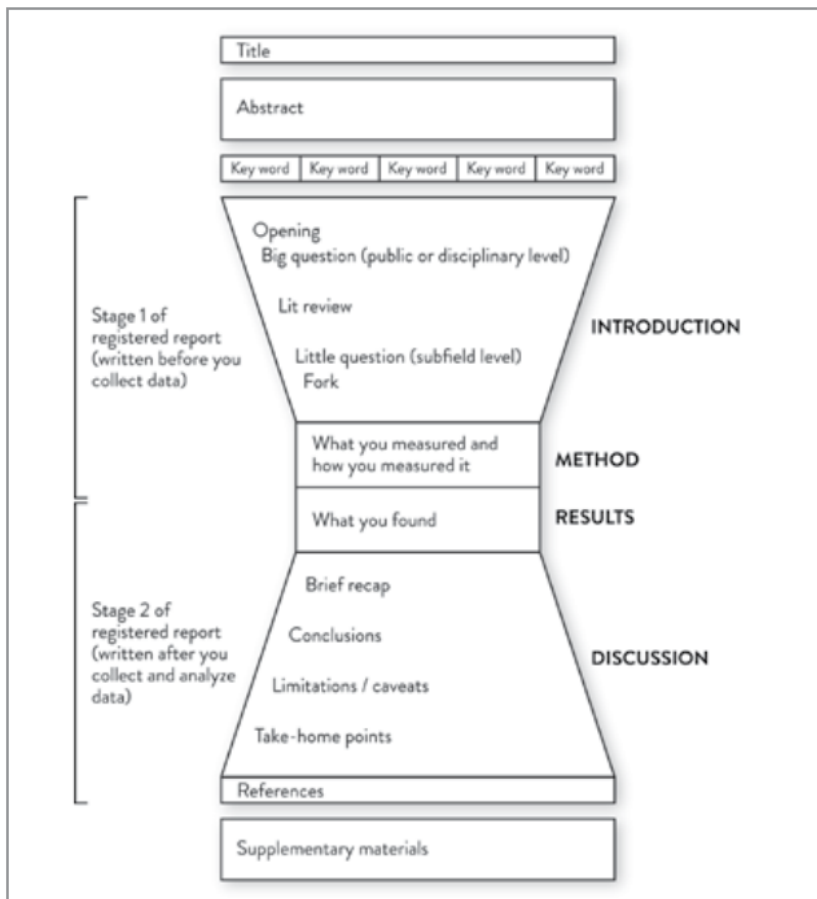 Title
Abstract
Key word Key word Key word Key word Key word
Opening
Big question (public or disciplinary level)
Lit review
Little question (subfield level)
Fork
Stage 1 of
registered report
(written before you
collect data)
INTRODUCTION
What you measured and
how you measured it
METHOD
What you found
RESULTS
Brief recap
Conclusions
Limitations / caveats
Take-home points
Stage 2 of
registered report
(written after you
collect and analyze
data)
DISCUSSION
References
Supplementary materials